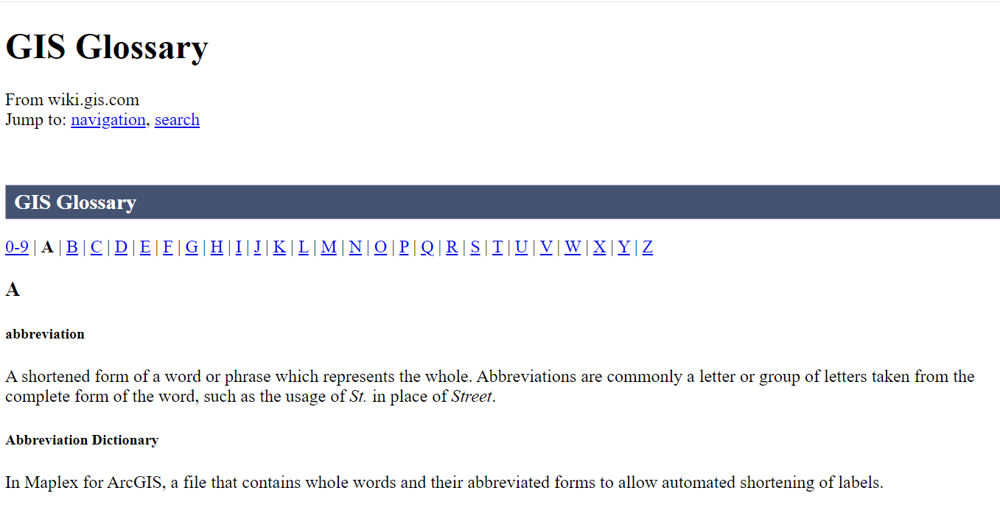 GIS Glossary
From wiki.gis.com
Jump to: navigation, search
GIS Glossary
0-9 | A | B | C | D | E | F | G | H | I | J | K | L | M | N | O | P | Q | R | S | T | U | V | W | X | Y | Z
A
abbreviation
A shortened form of a word or phrase which represents the whole. Abbreviations are commonly a letter or group of letters taken from the
complete form of the word, such as the usage of St. in place of Street.
Abbreviation Dictionary
In Maplex for ArcGIS, a file that contains whole words and their abbreviated forms to allow automated shortening of labels.